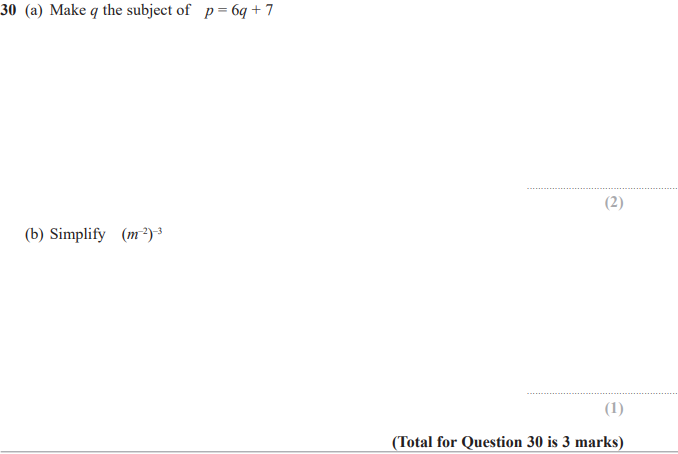 30 (a) Make q the subject of p = 6q + 7
(2)
(b) Simplify (m⁻²)⁻³
(1)
(Total for Question 30 is 3 marks)